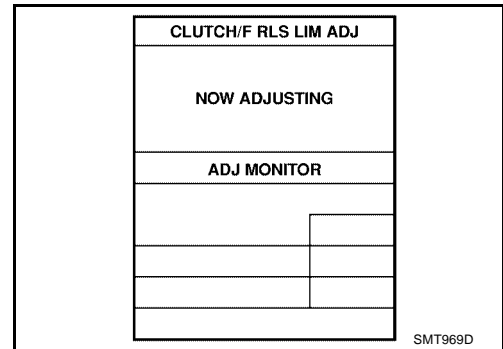 CLUTCH/F RLS LIM ADJ
NOW ADJUSTING
ADJ MONITOR
SMT969D